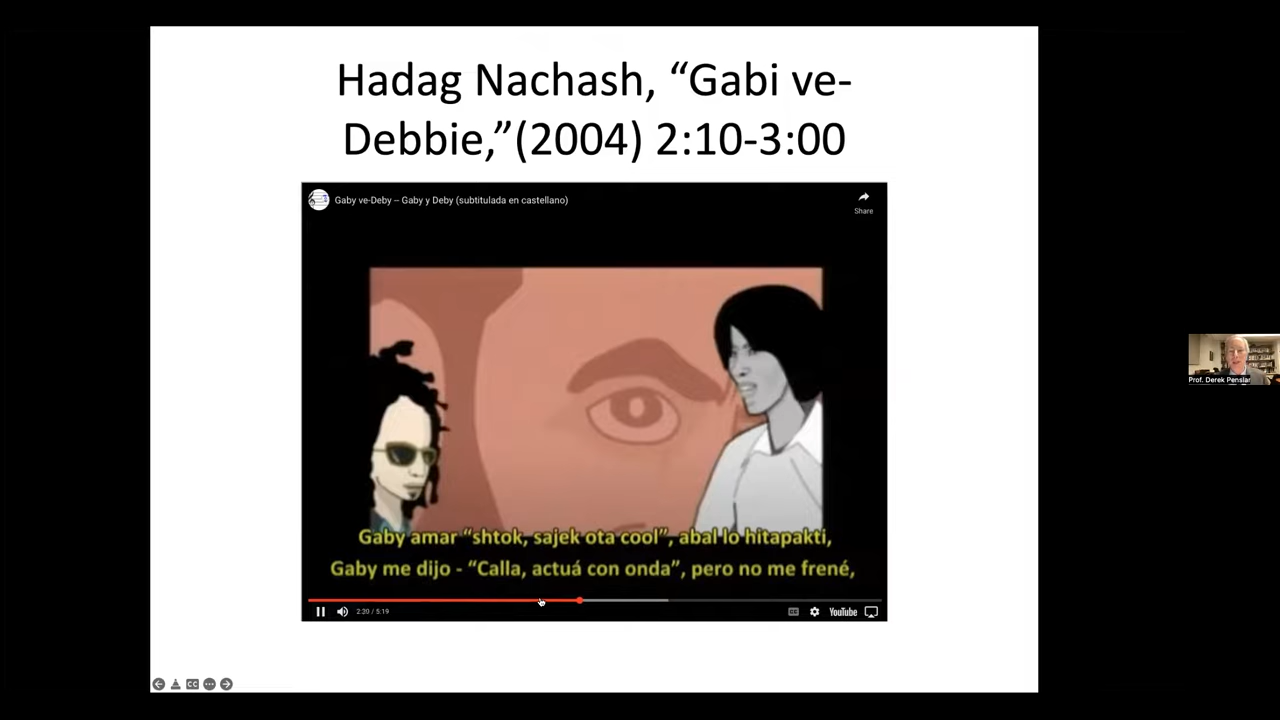 Hadag Nachash, “Gabi ve-
Debbie,”(2004) 2:10-3:00
Gaby ve-Deby – Gaby y Deby (subtitulada en castellano)
Share
Gaby amar “shtok, sajek ota cool”, abal lo hitapakti,
Gaby me dijo - “Calla, actuá con onda”, pero no me frené,
2:20 / 5:19
CC
YouTube
CC
Prof. Derek Penslar